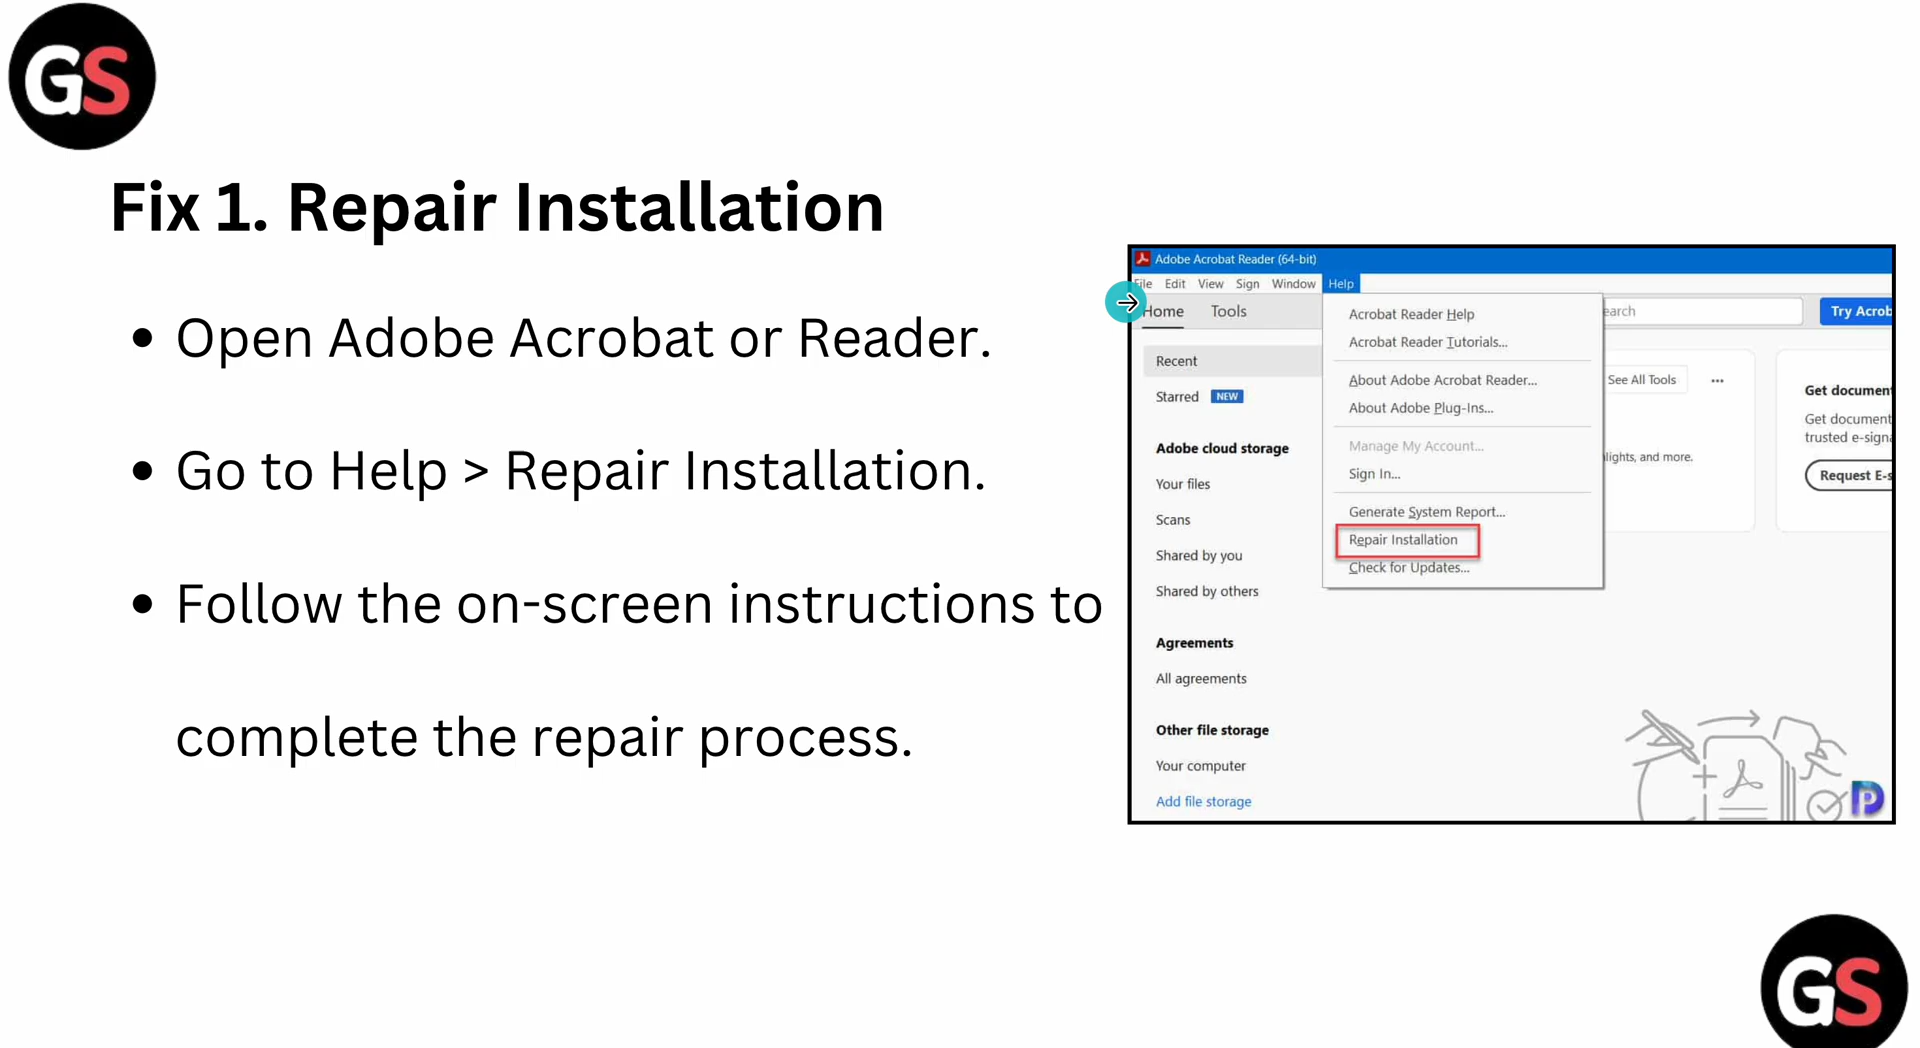 GS
Fix 1. Repair Installation
• Open Adobe Acrobat or Reader.
• Go to Help > Repair Installation.
• Follow the on-screen instructions to
complete the repair process.
Adobe Acrobat Reader (64-bit)
File Edit View Sign Window Help
Home Tools
earch
Try Acrob
Acrobat Reader Help
Acrobat Reader Tutorials...
About Adobe Acrobat Reader...
About Adobe Plug-Ins...
Manage My Account...
Sign In...
Generate System Report...
Repair Installation
Check for Updates...
Recent
Starred NEW
Adobe cloud storage
Your files
Scans
Shared by you
Shared by others
Agreements
All agreements
Other file storage
Your computer
Add file storage
See All Tools
lights, and more.
Get documen
Get document
trusted e-signa
Request E-s
P
GS